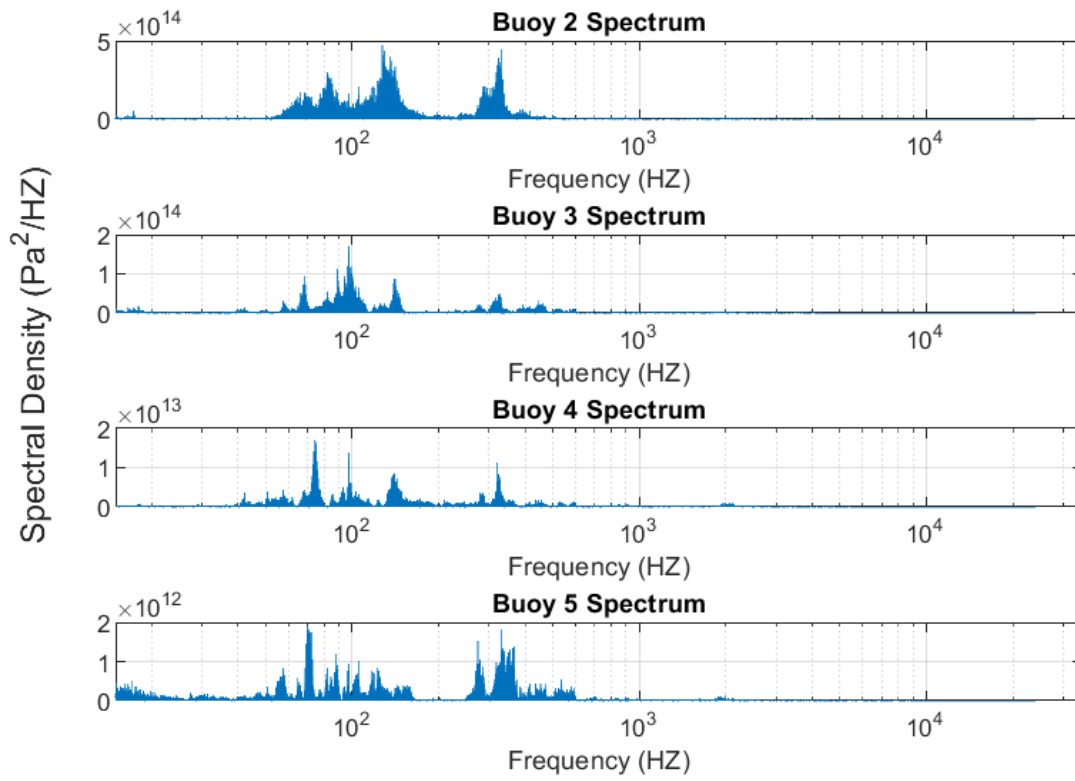 Buoy 2 Spectrum
×10^14
5
0
10^2 10^3 10^4
Frequency (HZ)
Buoy 3 Spectrum
×10^14
2
1
0
10^2 10^3 10^4
Frequency (HZ)
Buoy 4 Spectrum
×10^13
2
1
0
10^2 10^3 10^4
Frequency (HZ)
Buoy 5 Spectrum
×10^12
2
1
0
10^2 10^3 10^4
Frequency (HZ)
Spectral Density (Pa^2/HZ)